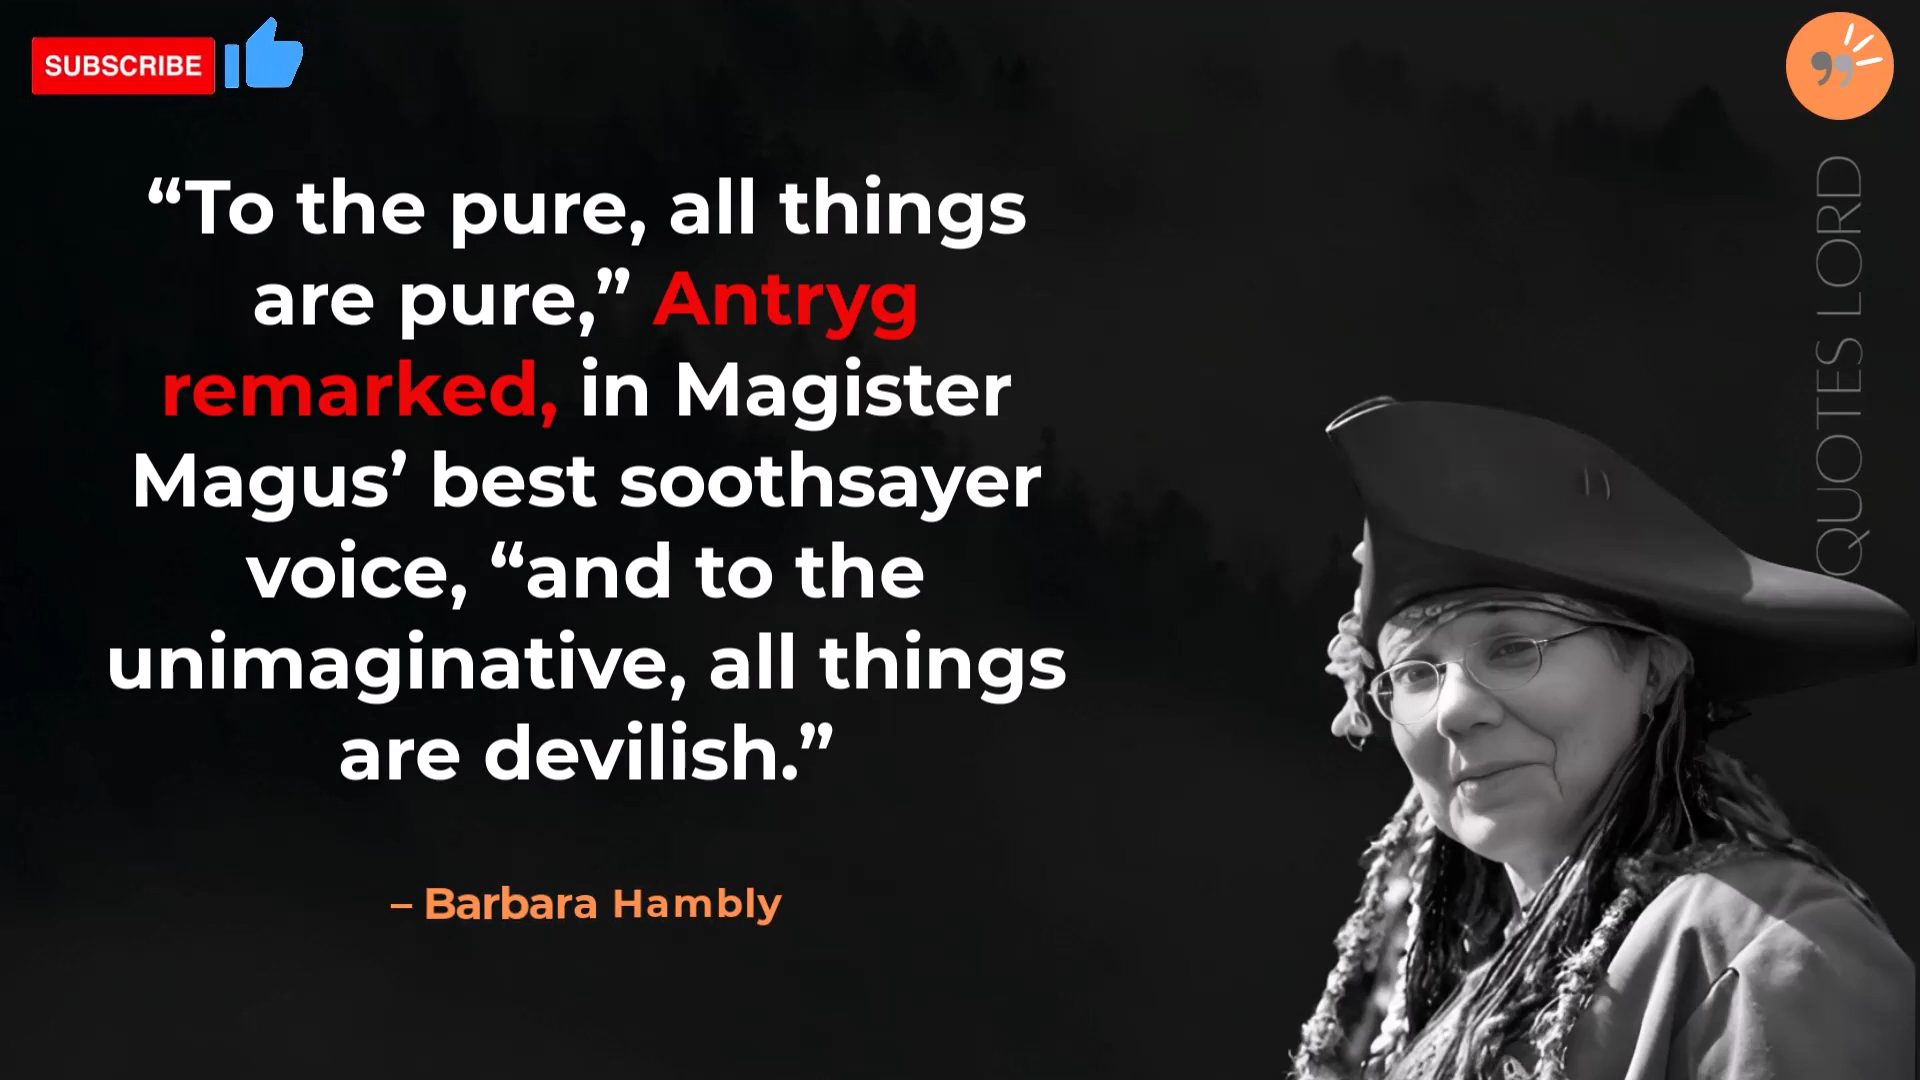 SUBSCRIBE
“To the pure, all things
are pure,” Antryg
remarked, in Magister
Magus’ best soothsayer
voice, “and to the
unimaginative, all things
are devilish.”
– Barbara Hambly
QUOTES LORD